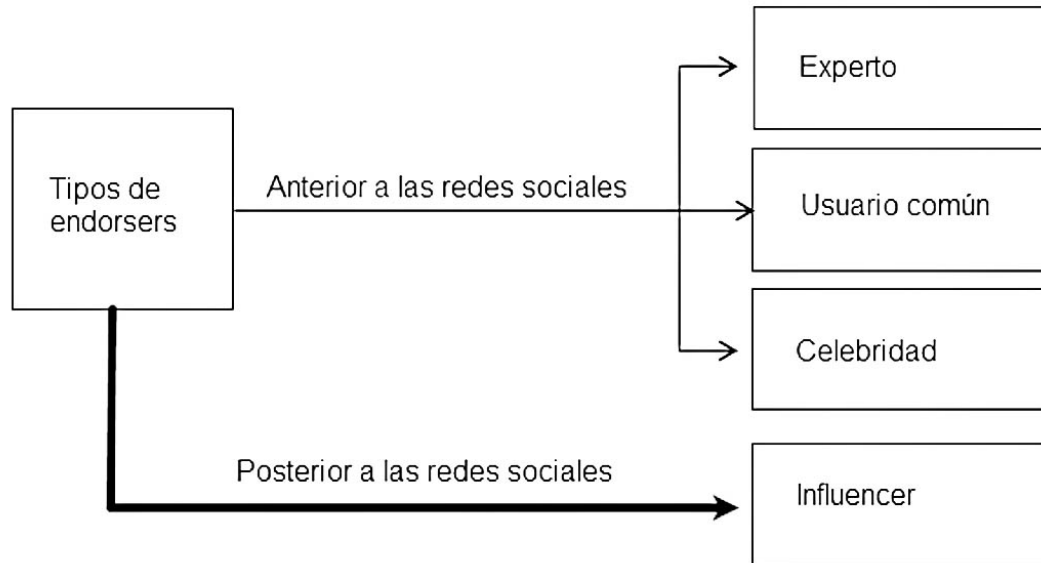 Experto
Tipos de
endorsers
Anterior a las redes sociales
Usuario común
Celebridad
Posterior a las redes sociales
Influencer